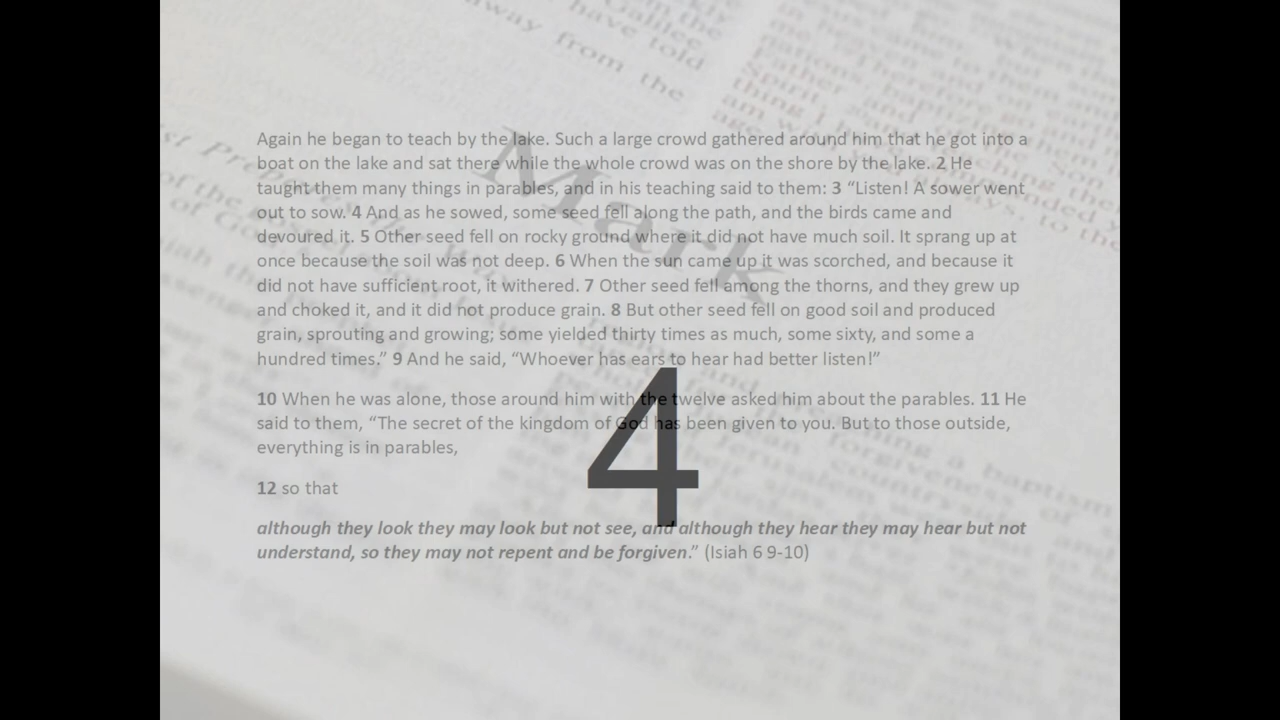 Again he began to teach by the lake. Such a large crowd gathered around him that he got into a
boat on the lake and sat there while the whole crowd was on the shore by the lake. 2 He
taught them many things in parables, and in his teaching said to them: 3 “Listen! A sower went
out to sow. 4 And as he sowed, some seed fell along the path, and the birds came and
devoured it. 5 Other seed fell on rocky ground where it did not have much soil. It sprang up at
once because the soil was not deep. 6 When the sun came up it was scorched, and because it
did not have sufficient root, it withered. 7 Other seed fell among the thorns, and they grew up
and choked it, and it did not produce grain. 8 But other seed fell on good soil and produced
grain, sprouting and growing; some yielded thirty times as much, some sixty, and some a
hundred times.” 9 And he said, “Whoever has ears to hear had better listen!”
10 When he was alone, those around him with the twelve asked him about the parables. 11 He
said to them, “The secret of the kingdom of God has been given to you. But to those outside,
everything is in parables,
12 so that
although they look they may look but not see, and although they hear they may hear but not
understand, so they may not repent and be forgiven.” (Isiah 6 9-10)
Mark
4
away from the
have told
Galilee